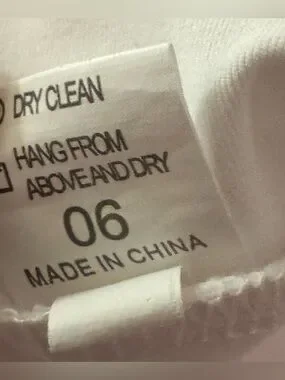 DRY CLEAN
HANG FROM
ABOVE AND DRY
06
MADE IN CHINA